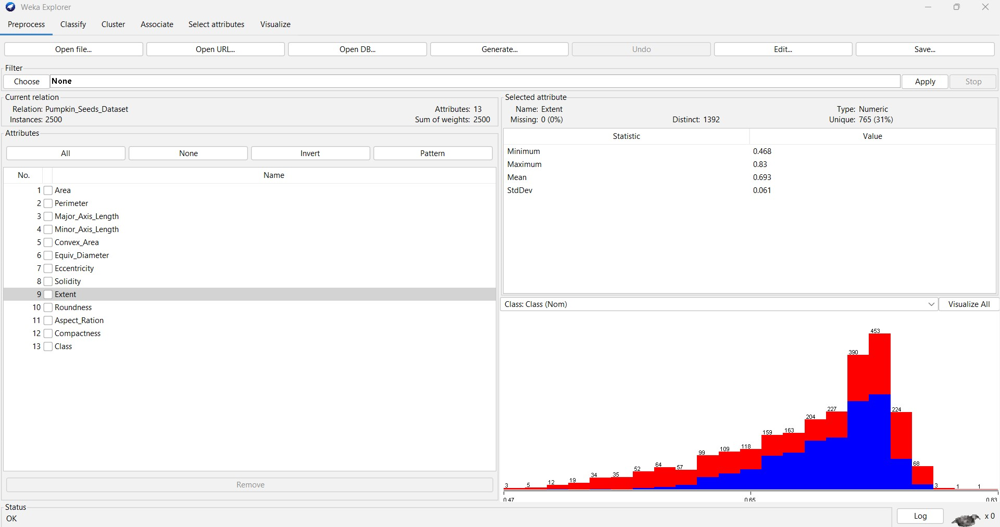 Weka Explorer
Preprocess Classify Cluster Associate Select attributes Visualize
Open file... Open URL... Open DB... Generate... Undo Edit... Save...
Filter
Choose None Apply Stop
Current relation
Relation: Pumpkin_Seeds_Dataset Attributes: 13
Instances: 2500 Sum of weights: 2500
Attributes
All None Invert Pattern
No. Name
1 Area
2 Perimeter
3 Major_Axis_Length
4 Minor_Axis_Length
5 Convex_Area
6 Equiv_Diameter
7 Eccentricity
8 Solidity
9 Extent
10 Roundness
11 Aspect_Ration
12 Compactness
13 Class
Remove
Selected attribute
Name: Extent Type: Numeric
Missing: 0 (0%) Distinct: 1392 Unique: 765 (31%)
Statistic Value
Minimum 0.468
Maximum 0.83
Mean 0.693
StdDev 0.061
Class: Class (Nom) Visualize All
3 5 12 19 34 35 52 64 57 99 109 118 159 163 204 227 390 453 224 68 3 1 1
0.47 0.65 0.83
Status
OK Log x 0